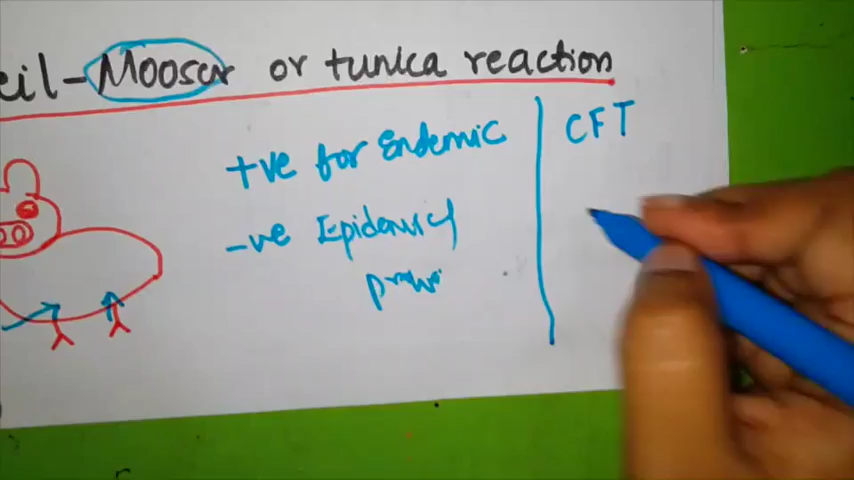 eil-Mooser or tunica reaction
+ve for Endemic
CFT
-ve Epidemic